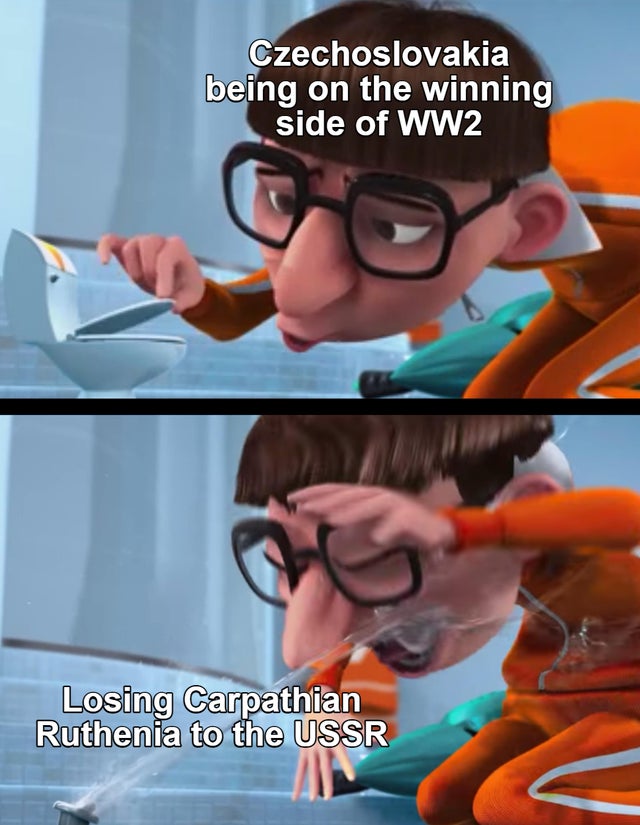 Czechoslovakia
being on the winning
side of WW2
Losing Carpathian
Ruthenia to the USSR